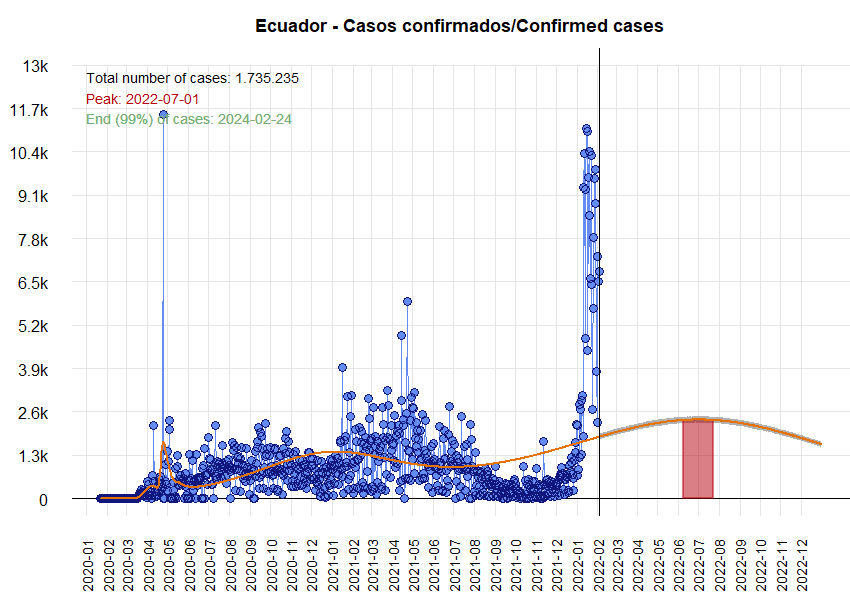 Ecuador - Casos confirmados/Confirmed cases
13k
11.7k
10.4k
9.1k
7.8k
6.5k
5.2k
3.9k
2.6k
1.3k
0
Total number of cases: 1.735.235
Peak: 2022-07-01
End (99%) of cases: 2024-02-24
2020-01
2020-02
2020-03
2020-04
2020-05
2020-06
2020-07
2020-08
2020-09
2020-10
2020-11
2020-12
2021-01
2021-02
2021-03
2021-04
2021-05
2021-06
2021-07
2021-08
2021-09
2021-10
2021-11
2021-12
2022-01
2022-02
2022-03
2022-04
2022-05
2022-06
2022-07
2022-08
2022-09
2022-10
2022-11
2022-12